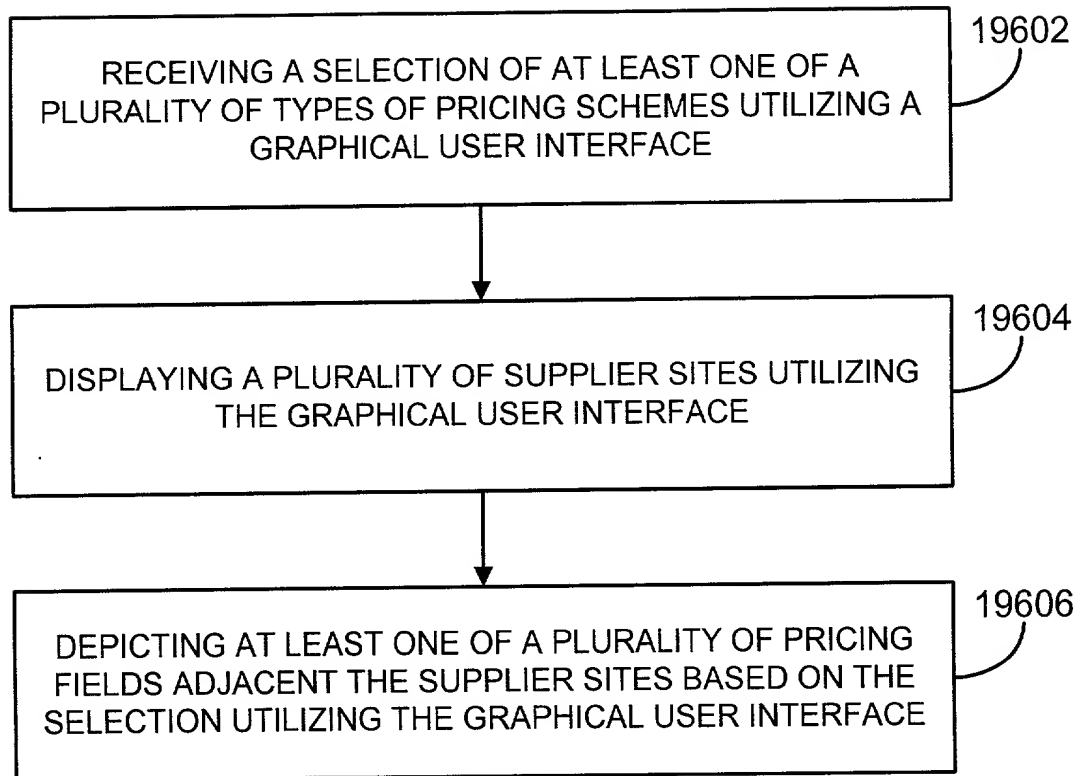 19602
RECEIVING A SELECTION OF AT LEAST ONE OF A
PLURALITY OF TYPES OF PRICING SCHEMES UTILIZING A
GRAPHICAL USER INTERFACE
19604
DISPLAYING A PLURALITY OF SUPPLIER SITES UTILIZING
THE GRAPHICAL USER INTERFACE
19606
DEPICTING AT LEAST ONE OF A PLURALITY OF PRICING
FIELDS ADJACENT THE SUPPLIER SITES BASED ON THE
SELECTION UTILIZING THE GRAPHICAL USER INTERFACE